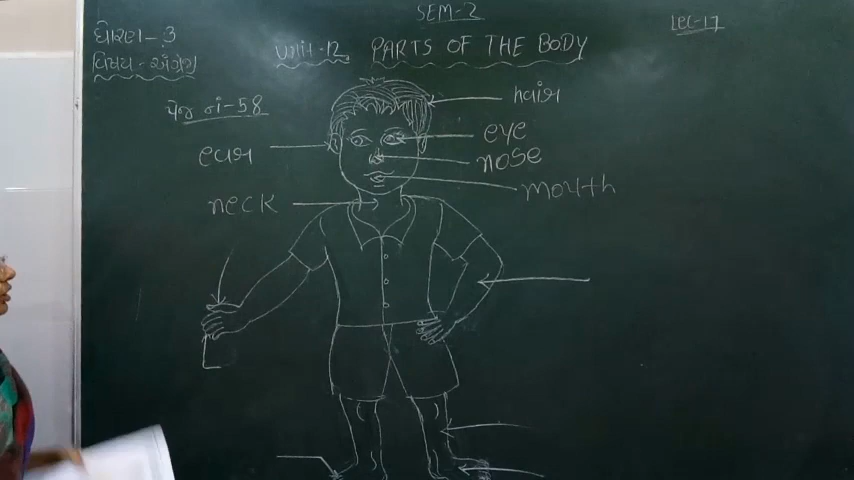 SEM-2
LEC-17
ધોરણ-3
વિષય-અંગ્રેજી
પાઠ-12 PARTS OF THE BODY
પેજ નં-58
hair
eye
ear
nose
mouth
neck